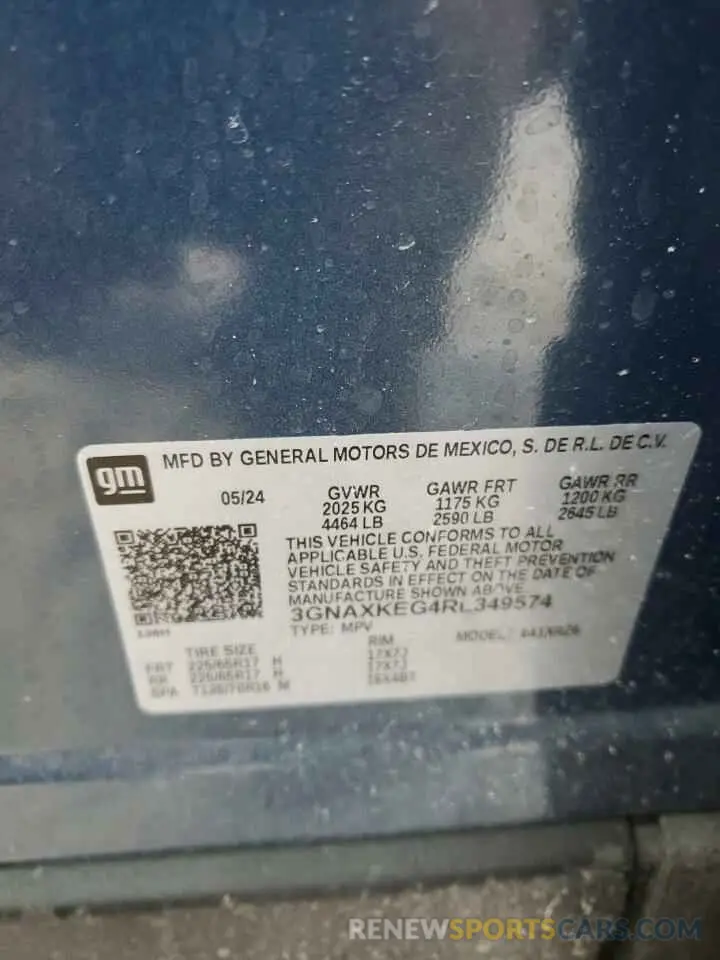 gm
MFD BY GENERAL MOTORS DE MEXICO, S. DE R.L. DE C.V.
05/24 GVWR GAWR FRT GAWR RR
2025 KG 1175 KG 1200 KG
4464 LB 2590 LB 2645 LB
THIS VEHICLE CONFORMS TO ALL
APPLICABLE U.S. FEDERAL MOTOR
VEHICLE SAFETY AND THEFT PREVENTION
STANDARDS IN EFFECT ON THE DATE OF
MANUFACTURE SHOWN ABOVE
3GNAXKEG4RL349574
TYPE: MPV MODEL:
TIRE SIZE RIM
FRT 225/65R17 H 17X7J
RR 225/65R17 H 17X7J
SPA
RENEWSPORTSCARS.COM